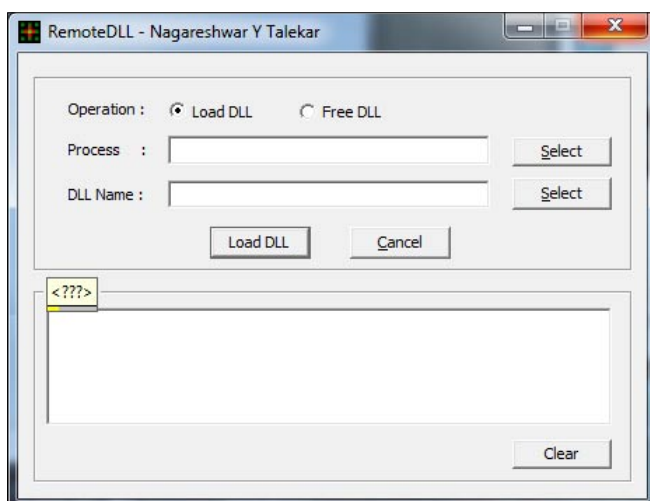 RemoteDLL - Nagareshwar Y Talekar
Operation : Load DLL Free DLL
Process : Select
DLL Name : Select
Load DLL Cancel
<???>
Clear